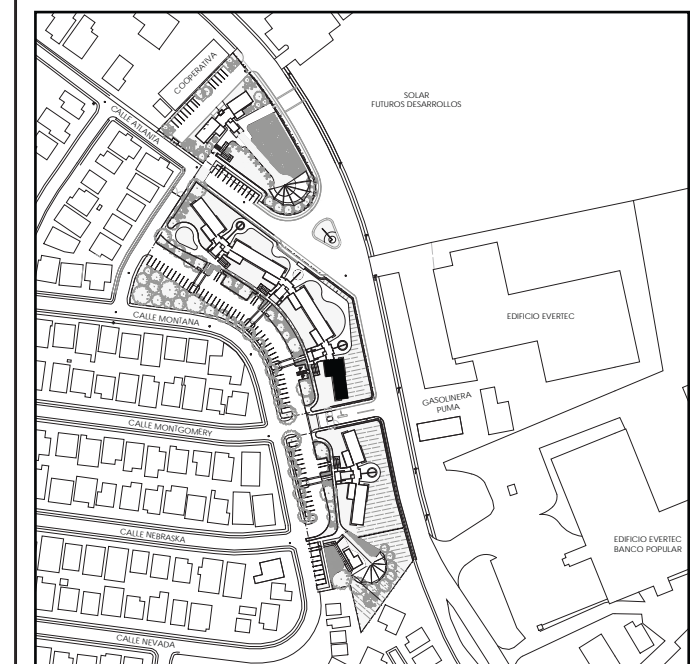 COOPERATIVA
SOLAR
FUTUROS DESARROLLOS
CALLE ATLANTA
EDIFICIO EVERTEC
CALLE MONTANA
GASOLINERA
PUMA
CALLE MONTGOMERY
CALLE NEBRASKA
EDIFICIO EVERTEC
BANCO POPULAR
CALLE NEVADA